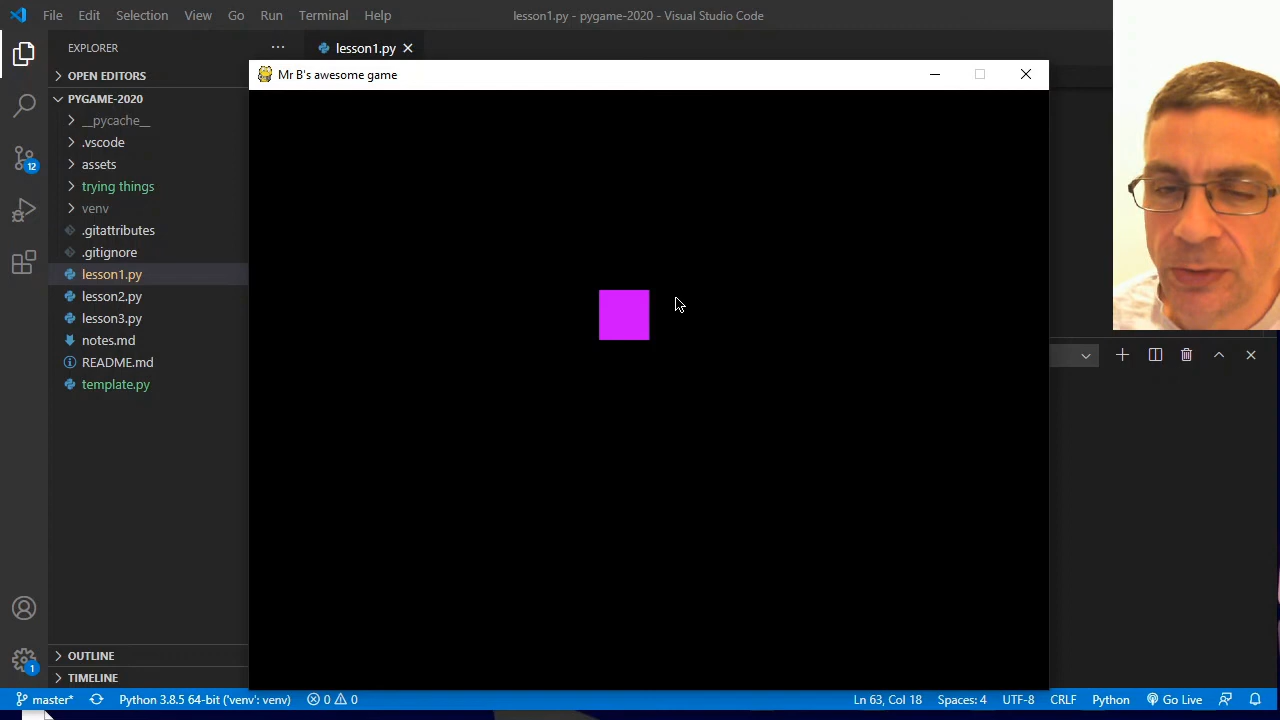 File Edit Selection View Go Run Terminal Help lesson1.py - pygame-2020 - Visual Studio Code
EXPLORER ··· lesson1.py
OPEN EDITORS
PYGAME-2020
__pycache__
.vscode
assets
trying things
venv
.gitattributes
.gitignore
lesson1.py
lesson2.py
lesson3.py
notes.md
README.md
template.py
OUTLINE
TIMELINE
12
1
Mr B's awesome game
master* Python 3.8.5 64-bit ('venv': venv) 0 0 Ln 63, Col 18 Spaces: 4 UTF-8 CRLF Python Go Live